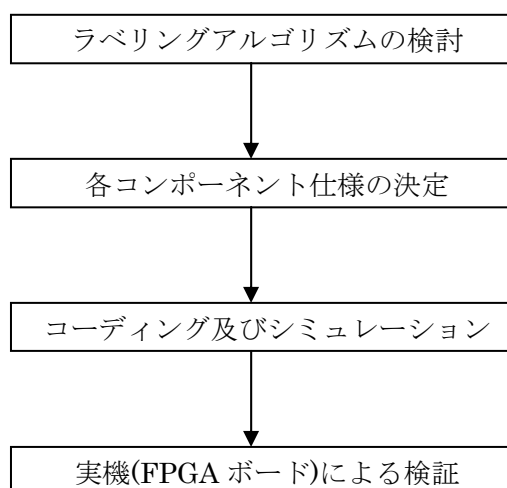 ラベリングアルゴリズムの検討
各コンポーネント仕様の決定
コーディング及びシミュレーション
実機(FPGA ボード)による検証